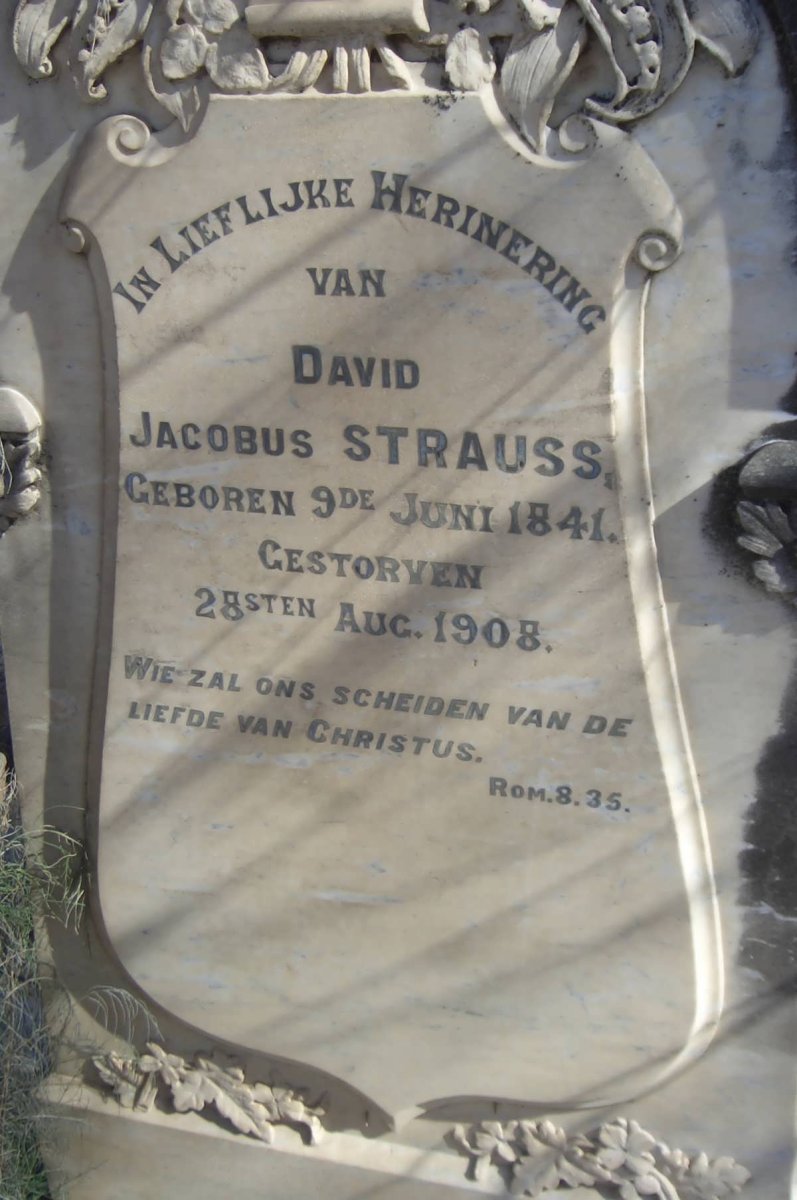 IN LIEFLIJKE HERINERING
VAN
DAVID
JACOBUS STRAUSS,
GEBOREN 9DE JUNI 1841.
GESTORVEN
28STEN AUG. 1908.
WIE ZAL ONS SCHEIDEN VAN DE
LIEFDE VAN CHRISTUS.
ROM. 8. 35.